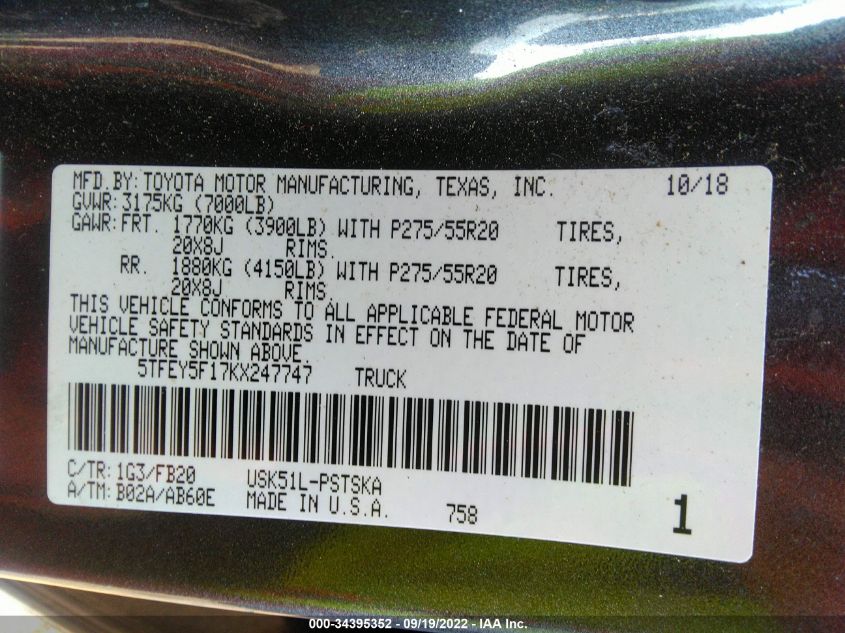 MFD.BY:TOYOTA MOTOR MANUFACTURING, TEXAS, INC. 10/18
GVWR:3175KG (7000LB)
GAWR:FRT. 1770KG (3900LB) WITH P275/55R20 TIRES,
20X8J RIMS.
RR. 1880KG (4150LB) WITH P275/55R20 TIRES,
20X8J RIMS.
THIS VEHICLE CONFORMS TO ALL APPLICABLE FEDERAL MOTOR
VEHICLE SAFETY STANDARDS IN EFFECT ON THE DATE OF
MANUFACTURE SHOWN ABOVE.
5TFEY5F17KX247747 TRUCK
C/TR: 1G3/FB20 USK51L-PSTSKA
A/TM: B02A/AB60E MADE IN U.S.A. 758 1
000-34395352 - 09/19/2022 - IAA Inc.